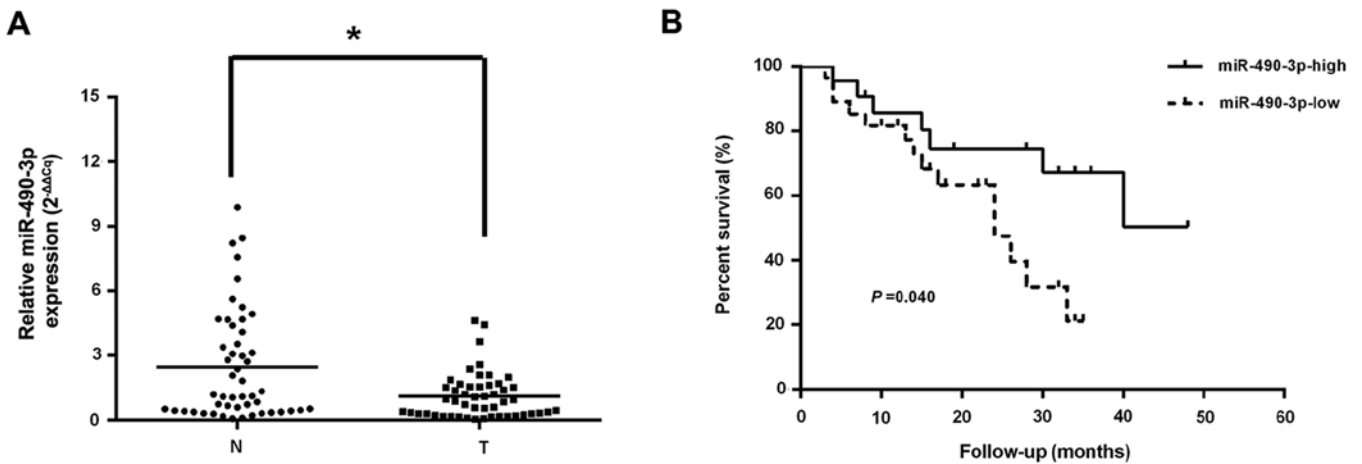 A
*
Relative miR-490-3p
expression (2-ΔΔCq)
15
12
9
6
3
0
N
T
B
Percent survival (%)
100
80
60
40
20
0
0
10
20
30
40
50
60
Follow-up (months)
P =0.040
miR-490-3p-high
miR-490-3p-low